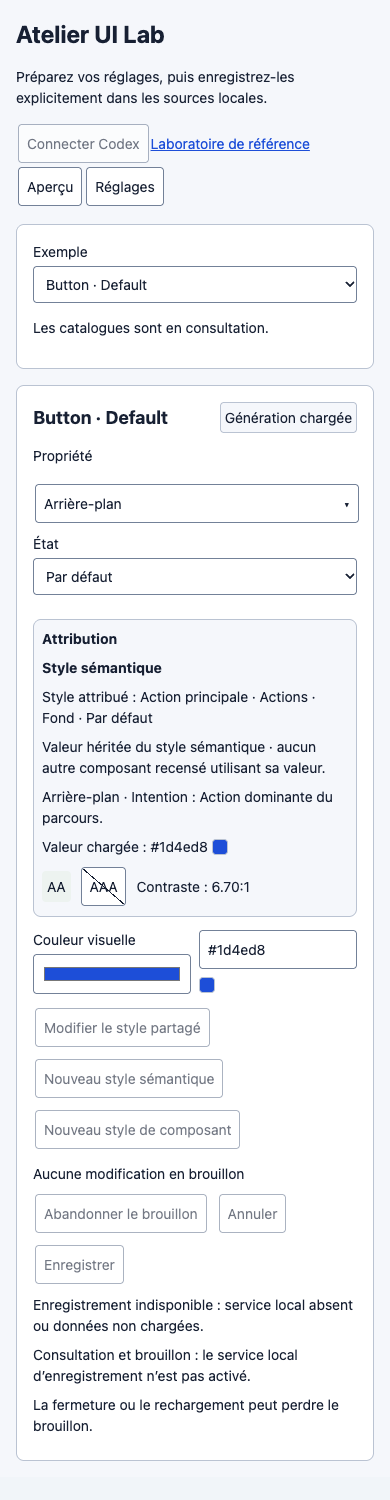 Atelier UI Lab
Préparez vos réglages, puis enregistrez-les
explicitement dans les sources locales.
Connecter Codex Laboratoire de référence
Aperçu Réglages
Exemple
Button · Default
Les catalogues sont en consultation.
Button · Default Génération chargée
Propriété
Arrière-plan
État
Par défaut
Attribution
Style sémantique
Style attribué : Action principale · Actions ·
Fond · Par défaut
Valeur héritée du style sémantique · aucun
autre composant recensé utilisant sa valeur.
Arrière-plan · Intention : Action dominante du
parcours.
Valeur chargée : #1d4ed8
AA AAA Contraste : 6.70:1
Couleur visuelle
#1d4ed8
Modifier le style partagé
Nouveau style sémantique
Nouveau style de composant
Aucune modification en brouillon
Abandonner le brouillon Annuler
Enregistrer
Enregistrement indisponible : service local absent
ou données non chargées.
Consultation et brouillon : le service local
d’enregistrement n’est pas activé.
La fermeture ou le rechargement peut perdre le
brouillon.